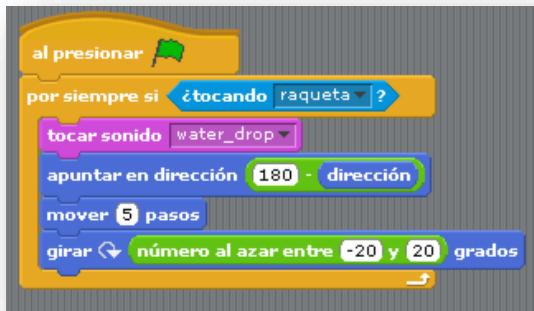 al presionar
por siempre si ¿tocando raqueta ?
tocar sonido water_drop
apuntar en dirección 180 - dirección
mover 5 pasos
girar número al azar entre -20 y 20 grados